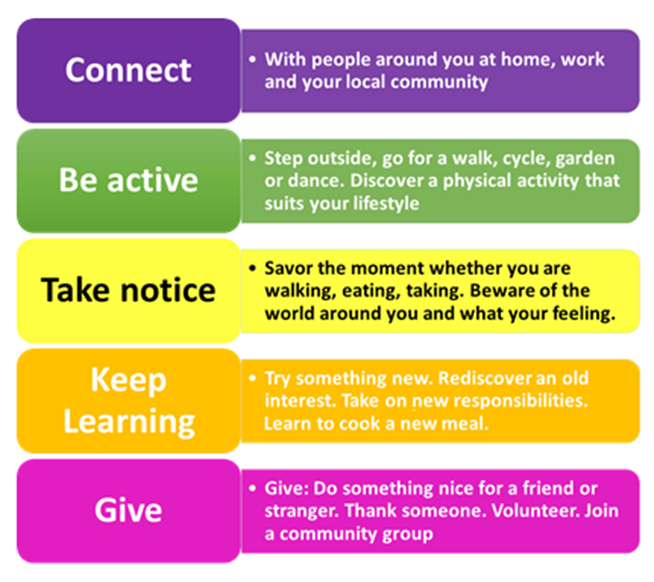 Connect
• With people around you at home, work
and your local community
Be active
• Step outside, go for a walk, cycle, garden
or dance. Discover a physical activity that
suits your lifestyle
Take notice
• Savor the moment whether you are
walking, eating, taking. Beware of the
world around you and what your feeling.
Keep
Learning
• Try something new. Rediscover an old
interest. Take on new responsibilities.
Learn to cook a new meal.
Give
• Give: Do something nice for a friend or
stranger. Thank someone. Volunteer. Join
a community group